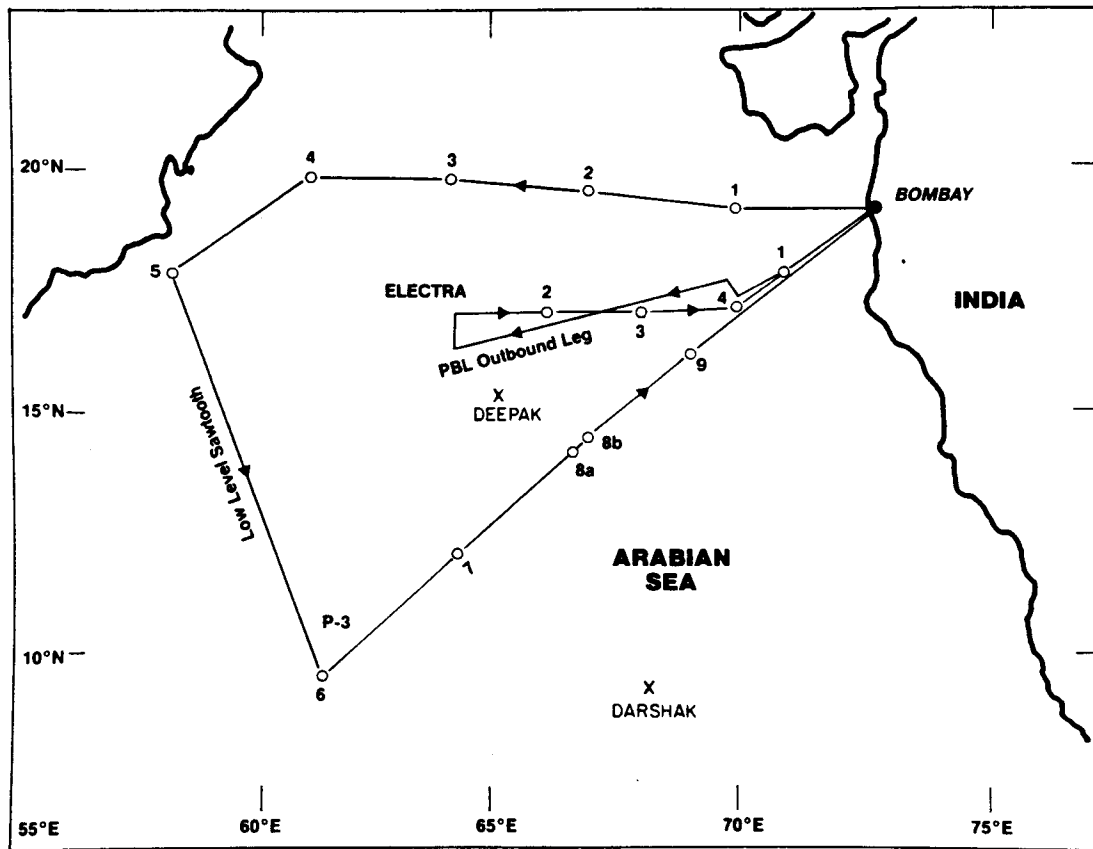 20°N
4
3
2
1
BOMBAY
1
5
ELECTRA
2
3
4
INDIA
PBL Outbound Leg
9
15°N
X
DEEPAK
Low Level Sawtooth
8b
8a
7
ARABIAN
SEA
P-3
10°N
6
X
DARSHAK
55°E
60°E
65°E
70°E
75°E